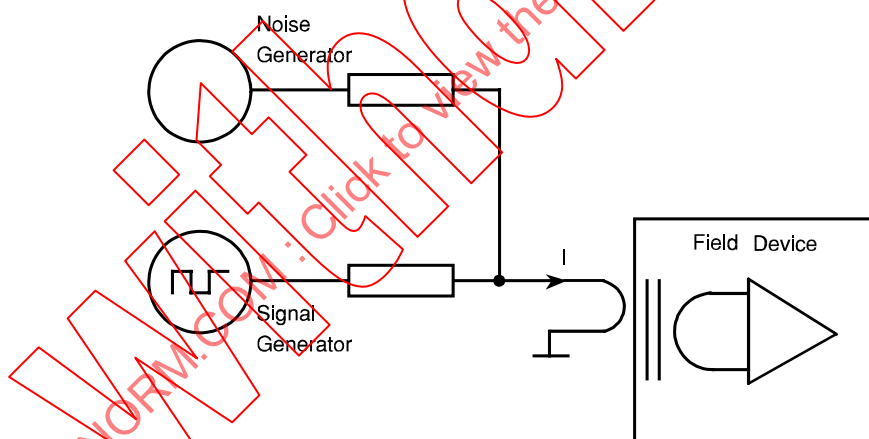 Noise
Generator
I
Field Device
Signal
Generator
NORM.COM : Click to view the